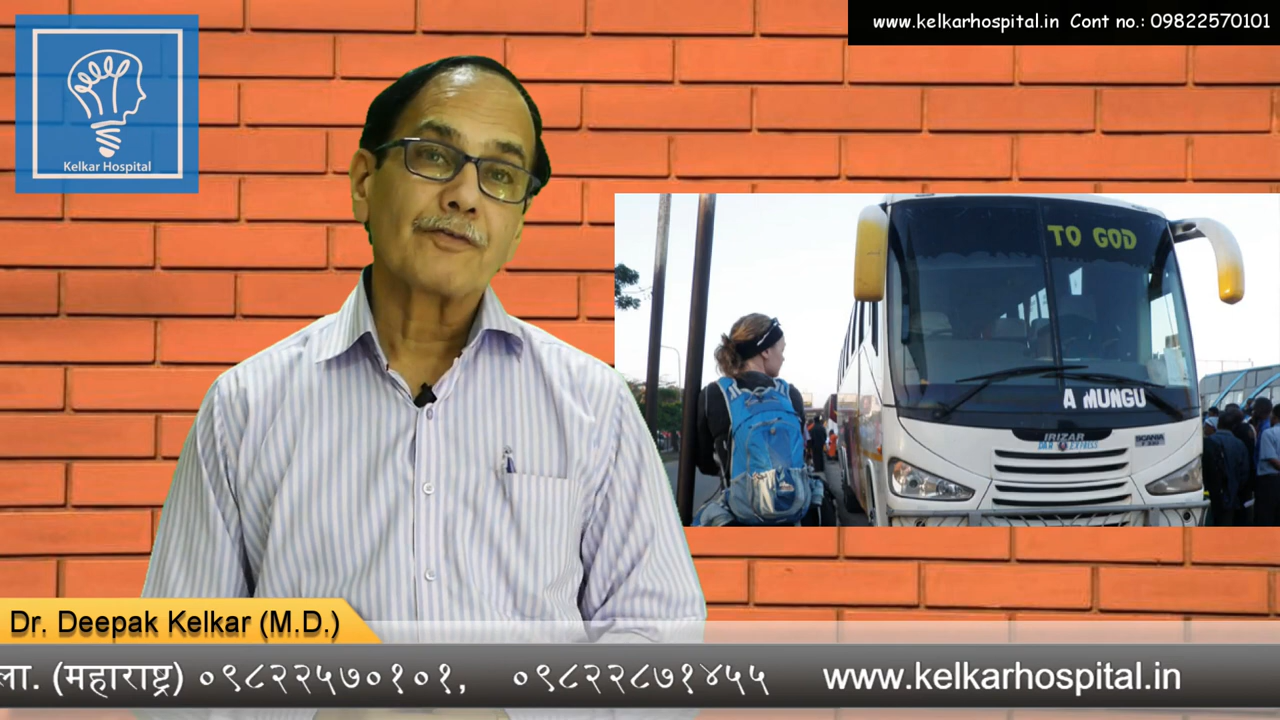 www.kelkarhospital.in Cont no.: 09822570101
Kelkar Hospital
TO GOD
A MUNGU
IRIZAR
SCANIA
EXPRESS
Dr. Deepak Kelkar (M.D.)
ला. (महाराष्ट्र) ०९८२२५७०१०१, ०९८२२८७१४५५ www.kelkarhospital.in